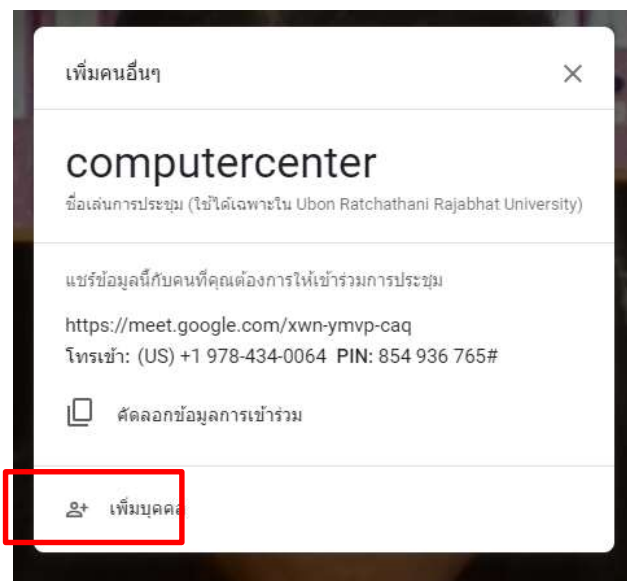 เพิ่มคนอื่นๆ
computercenter
ชื่อเล่นการประชุม (ใช้ได้เฉพาะใน Ubon Ratchathani Rajabhat University)
แชร์ข้อมูลนี้กับคนที่คุณต้องการให้เข้าร่วมการประชุม
https://meet.google.com/xwn-ymvp-caq
โทรเข้า: (US) +1 978-434-0064 PIN: 854 936 765#
คัดลอกข้อมูลการเข้าร่วม
เพิ่มบุคคล